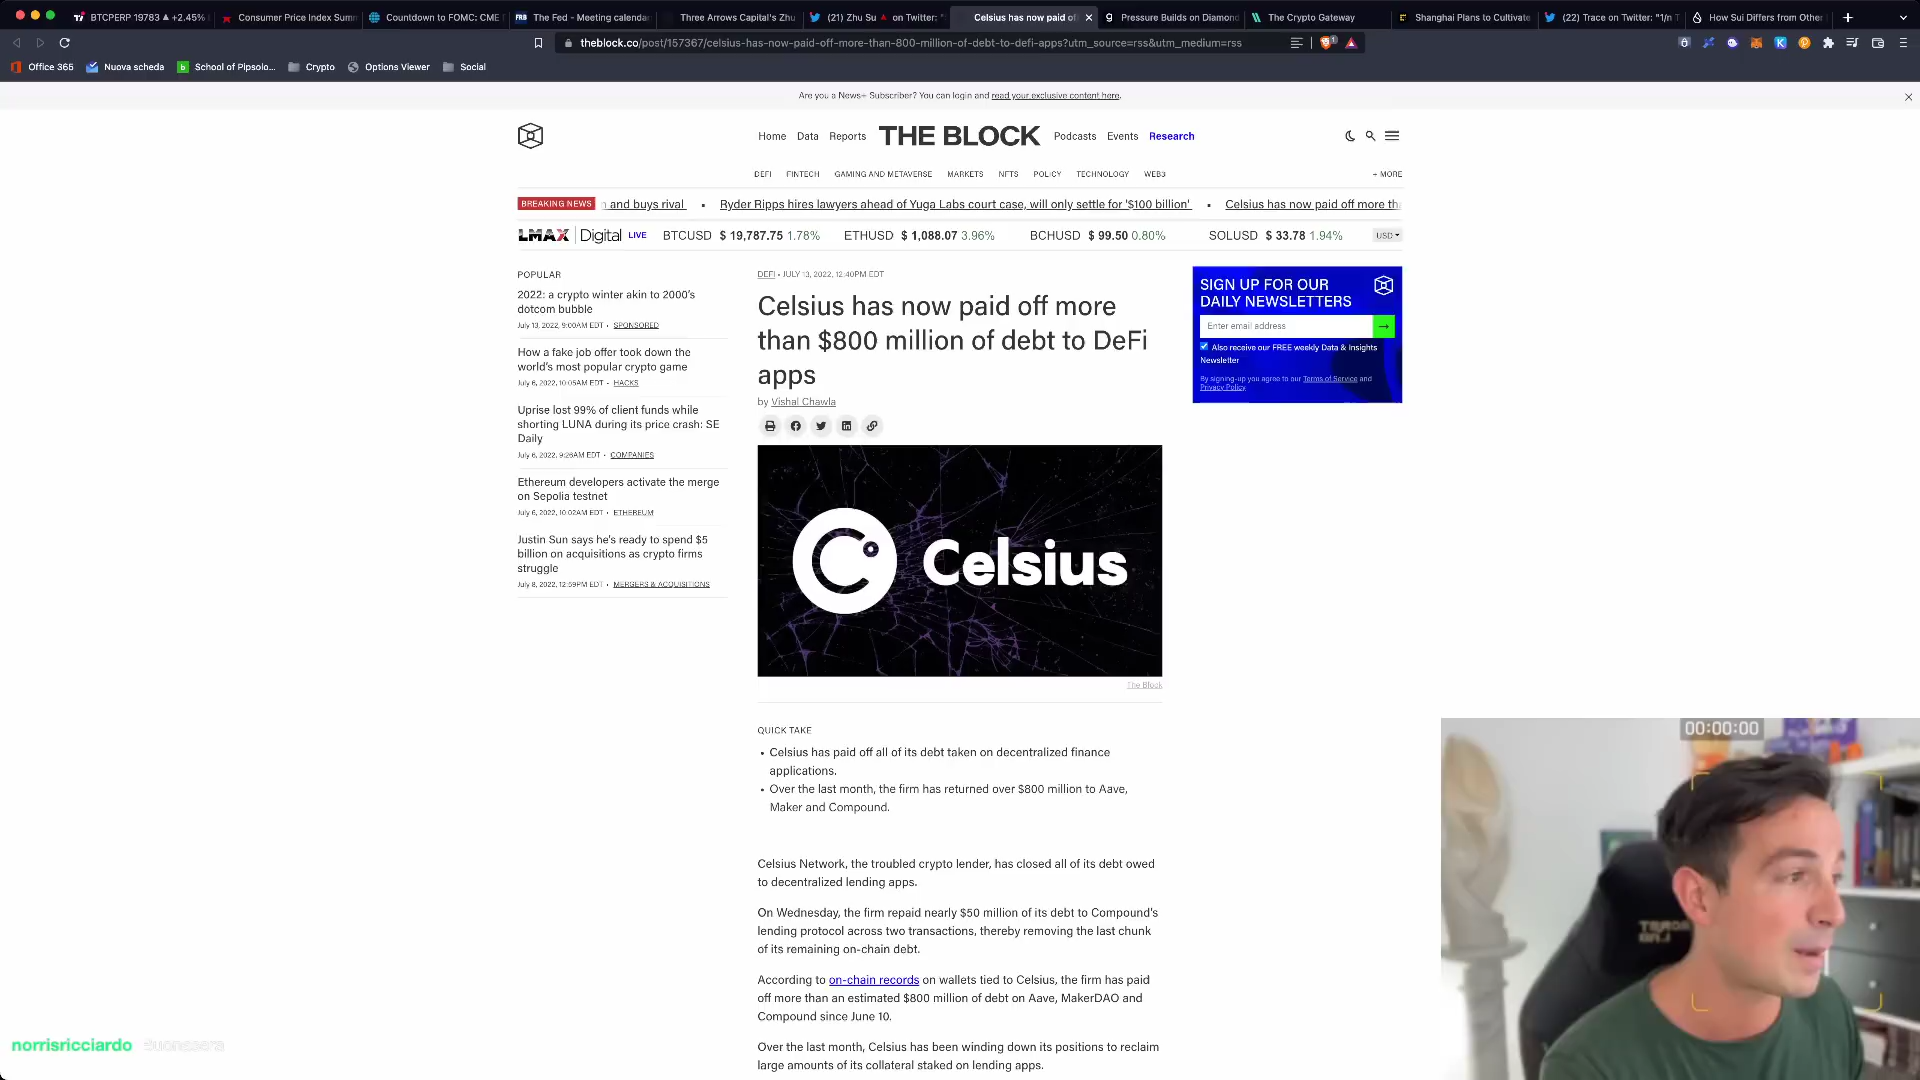 BTCPERP 19783 ▲ +2.45%
Consumer Price Index Summ
Countdown to FOMC: CME
The Fed - Meeting calendar
Three Arrows Capital's Zhu
(21) Zhu Su 🔺 on Twitter: "
Celsius has now paid of
Pressure Builds on Diamond
The Crypto Gateway
Shanghai Plans to Cultivate
(22) Trace on Twitter: "1/n T
How Sui Differs from Other
theblock.co/post/157367/celsius-has-now-paid-off-more-than-800-million-of-debt-to-defi-apps?utm_source=rss&utm_medium=rss
Office 365
Nuova scheda
School of Pipsolo...
Crypto
Options Viewer
Social
Are you a News+ Subscriber? You can login and read your exclusive content here.
Home Data Reports THE BLOCK Podcasts Events Research
DEFI FINTECH GAMING AND METAVERSE MARKETS NFTS POLICY TECHNOLOGY WEB3 + MORE
BREAKING NEWS and buys rival • Ryder Ripps hires lawyers ahead of Yuga Labs court case, will only settle for '$100 billion' • Celsius has now paid off more th
LMAX Digital LIVE BTCUSD $ 19,787.75 1.78% ETHUSD $ 1,088.07 3.96% BCHUSD $ 99.50 0.80% SOLUSD $ 33.78 1.94% USD
POPULAR
2022: a crypto winter akin to 2000's
dotcom bubble
July 13, 2022, 9:00AM EDT • SPONSORED
How a fake job offer took down the
world's most popular crypto game
July 6, 2022, 10:05AM EDT • HACKS
Uprise lost 99% of client funds while
shorting LUNA during its price crash: SE
Daily
July 6, 2022, 9:26AM EDT • COMPANIES
Ethereum developers activate the merge
on Sepolia testnet
July 6, 2022, 10:02AM EDT • ETHEREUM
Justin Sun says he's ready to spend $5
billion on acquisitions as crypto firms
struggle
July 8, 2022, 12:59PM EDT • MERGERS & ACQUISITIONS
DEFI • JULY 13, 2022, 12:40PM EDT
Celsius has now paid off more
than $800 million of debt to DeFi
apps
by Vishal Chawla
Celsius
The Block
QUICK TAKE
• Celsius has paid off all of its debt taken on decentralized finance
applications.
• Over the last month, the firm has returned over $800 million to Aave,
Maker and Compound.
Celsius Network, the troubled crypto lender, has closed all of its debt owed
to decentralized lending apps.
On Wednesday, the firm repaid nearly $50 million of its debt to Compound's
lending protocol across two transactions, thereby removing the last chunk
of its remaining on-chain debt.
According to on-chain records on wallets tied to Celsius, the firm has paid
off more than an estimated $800 million of debt on Aave, MakerDAO and
Compound since June 10.
Over the last month, Celsius has been winding down its positions to reclaim
large amounts of its collateral staked on lending apps.
SIGN UP FOR OUR
DAILY NEWSLETTERS
Enter email address
Also receive our FREE weekly Data & Insights
Newsletter
By signing-up you agree to our Terms of Service and
Privacy Policy
00:00:00
norrisricciardo